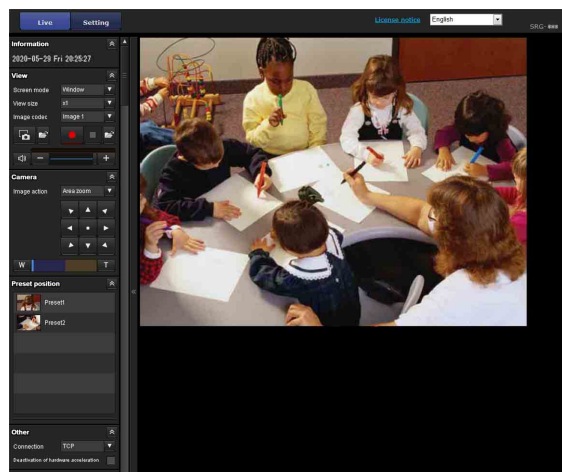 Live Setting License notice English
SRG-
Information
2020-05-29 Fri 20:25:27
View
Screen mode Window
View size x1
Image codec Image 1
Camera
Image action Area zoom
W T
Preset position
Preset1
Preset2
Other
Connection TCP
Deactivation of hardware acceleration